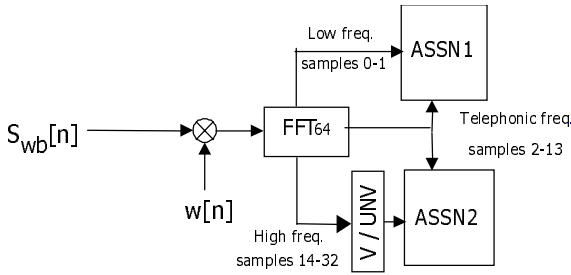 Low freq.
samples 0-1
ASSN1
FFT64
Telephonic freq.
samples 2-13
Swb[n]
w[n]
V / UNV
ASSN2
High freq.
samples 14-32